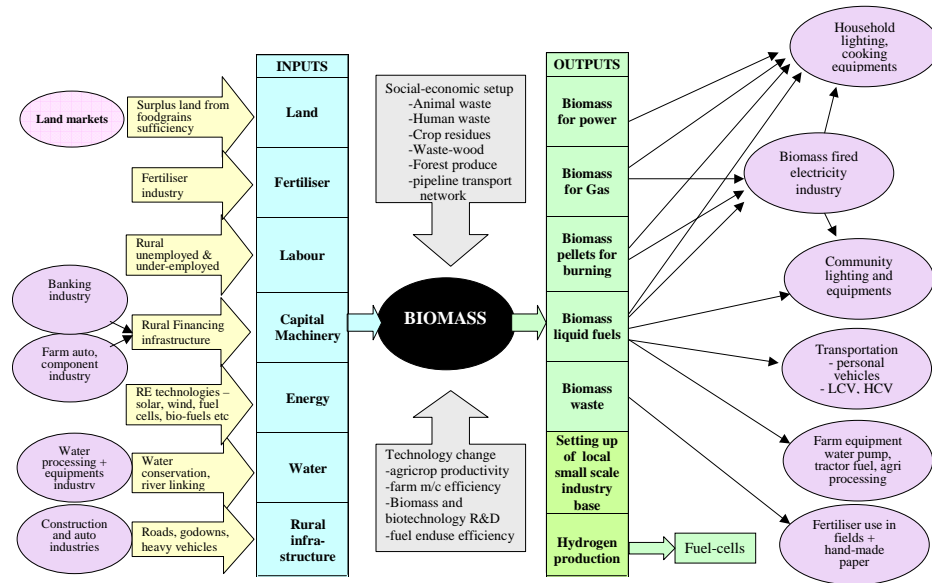 Land markets
Banking
industry
Farm auto,
component
industry
Water
processing +
equipments
industry
Construction
and auto
industries
Surplus land from
foodgrains
sufficiency
Fertiliser
industry
Rural
unemployed &
under-employed
Rural Financing
infrastructure
RE technologies –
solar, wind, fuel
cells, bio-fuels etc
Water
conservation,
river linking
Roads, godowns,
heavy vehicles
INPUTS
Land
Fertiliser
Labour
Capital
Machinery
Energy
Water
Rural
infra-
structure
Social-economic setup
-Animal waste
-Human waste
-Crop residues
-Waste-wood
-Forest produce
-pipeline transport
network
BIOMASS
Technology change
-agricrop productivity
-farm m/c efficiency
-Biomass and
biotechnology R&D
-fuel enduse efficiency
OUTPUTS
Biomass
for power
Biomass
for Gas
Biomass
pellets for
burning
Biomass
liquid fuels
Biomass
waste
Setting up
of local
small scale
industry
base
Hydrogen
production
Fuel-cells
Household
lighting,
cooking
equipments
Biomass fired
electricity
industry
Community
lighting and
equipments
Transportation
- personal
vehicles
- LCV, HCV
Farm equipment
water pump,
tractor fuel, agri
processing
Fertiliser use in
fields +
hand-made
paper